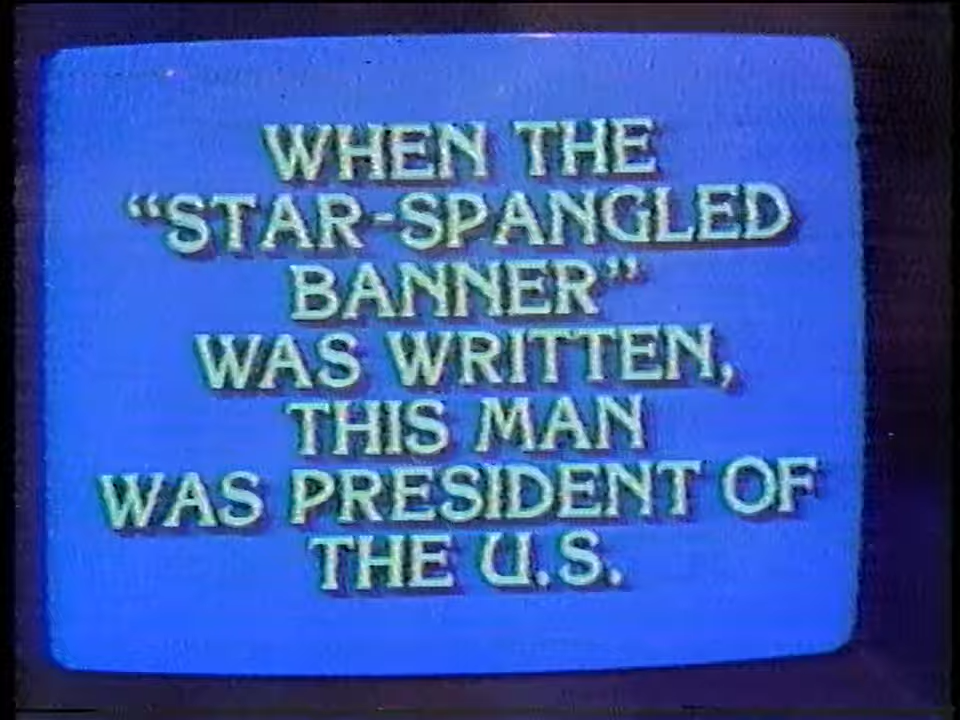 WHEN THE
“STAR-SPANGLED
BANNER”
WAS WRITTEN,
THIS MAN
WAS PRESIDENT OF
THE U.S.